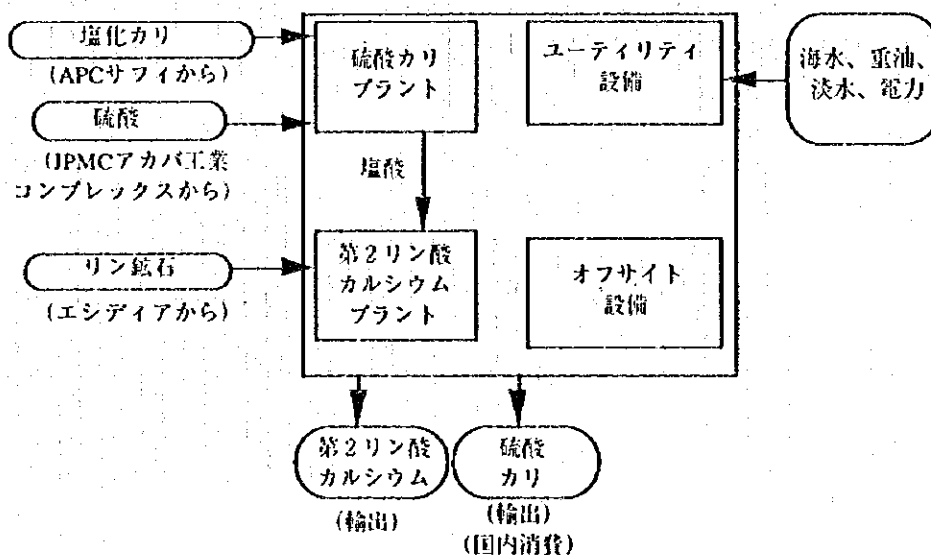 塩化カリ
(APCサフィから)
硫酸
(JPMCアカバ工業
コンプレックスから)
リン鉱石
(エシディアから)
硫酸カリ
プラント
塩酸
第2リン酸
カルシウム
プラント
ユーティリティ
設備
オフサイト
設備
海水、重油、
淡水、電力
第2リン酸
カルシウム
(輸出)
硫酸
カリ
(輸出)
(国内消費)